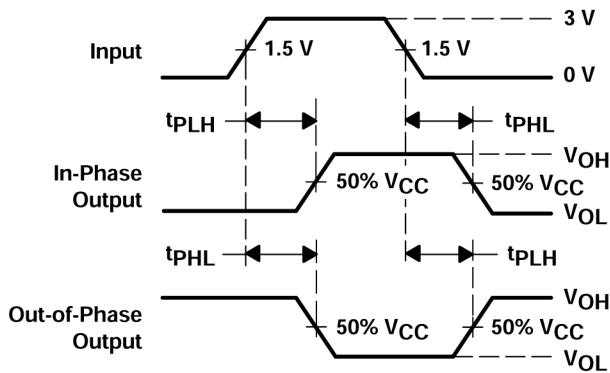 3 V
Input
1.5 V
1.5 V
0 V
tPLH
tPHL
In-Phase
Output
VOH
50% VCC
50% VCC
VOL
tPHL
tPLH
Out-of-Phase
Output
VOH
50% VCC
50% VCC
VOL